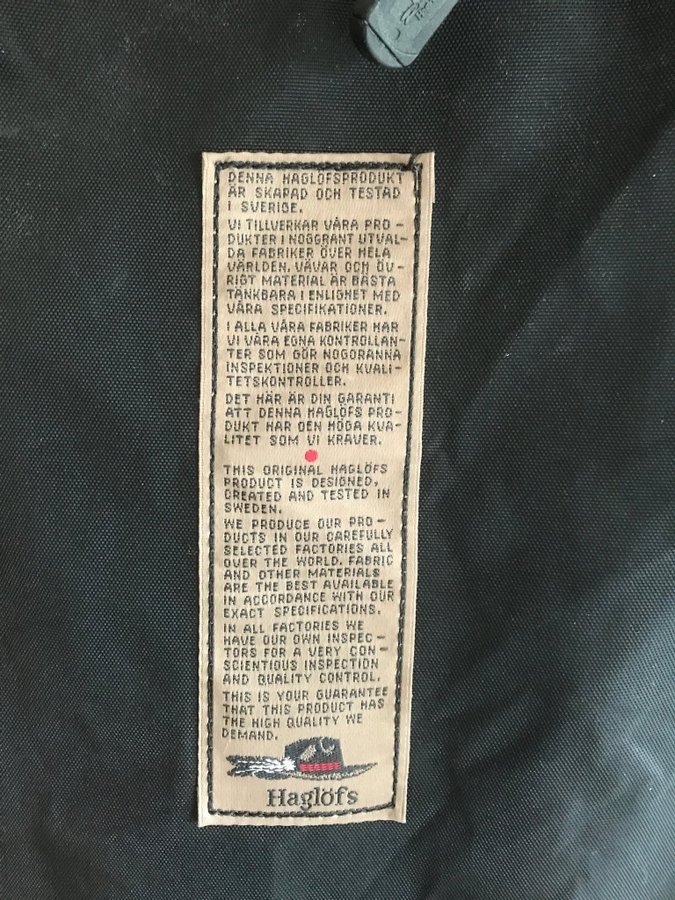 DENNA HAGLÖFSPRODUKT
ÄR SKAPAD OCH TESTAD
I SVERIGE.
VI TILLVERKAR VÅRA PRO-
DUKTER I NOGGRANT UTVAL-
DA FABRIKER ÖVER HELA
VÄRLDEN. VÄVAR OCH ÖV-
RIGT MATERIAL ÄR BÄSTA
TÄNKBARA I ENLIGHET MED
VÅRA SPECIFIKATIONER.
I ALLA VÅRA FABRIKER HAR
VI VÅRA EGNA KONTROLLAN-
TER SOM GÖR NOGGRANNA
INSPEKTIONER OCH KVALI-
TETSKONTROLLER.
DET HÄR ÄR DIN GARANTI
ATT DENNA HAGLÖFS PRO-
DUKT HAR DEN HÖGA KVA-
LITET SOM VI KRÄVER.
THIS ORIGINAL HAGLÖFS
PRODUCT IS DESIGNED,
CREATED AND TESTED IN
SWEDEN.
WE PRODUCE OUR PRO-
DUCTS IN OUR CAREFULLY
SELECTED FACTORIES ALL
OVER THE WORLD. FABRIC
AND OTHER MATERIALS
ARE THE BEST AVAILABLE
IN ACCORDANCE WITH OUR
EXACT SPECIFICATIONS.
IN ALL FACTORIES WE
HAVE OUR OWN INSPEC-
TORS FOR A VERY CON-
SCIENTIOUS INSPECTION
AND QUALITY CONTROL.
THIS IS YOUR GUARANTEE
THAT THIS PRODUCT HAS
THE HIGH QUALITY WE
DEMAND.
Haglöfs